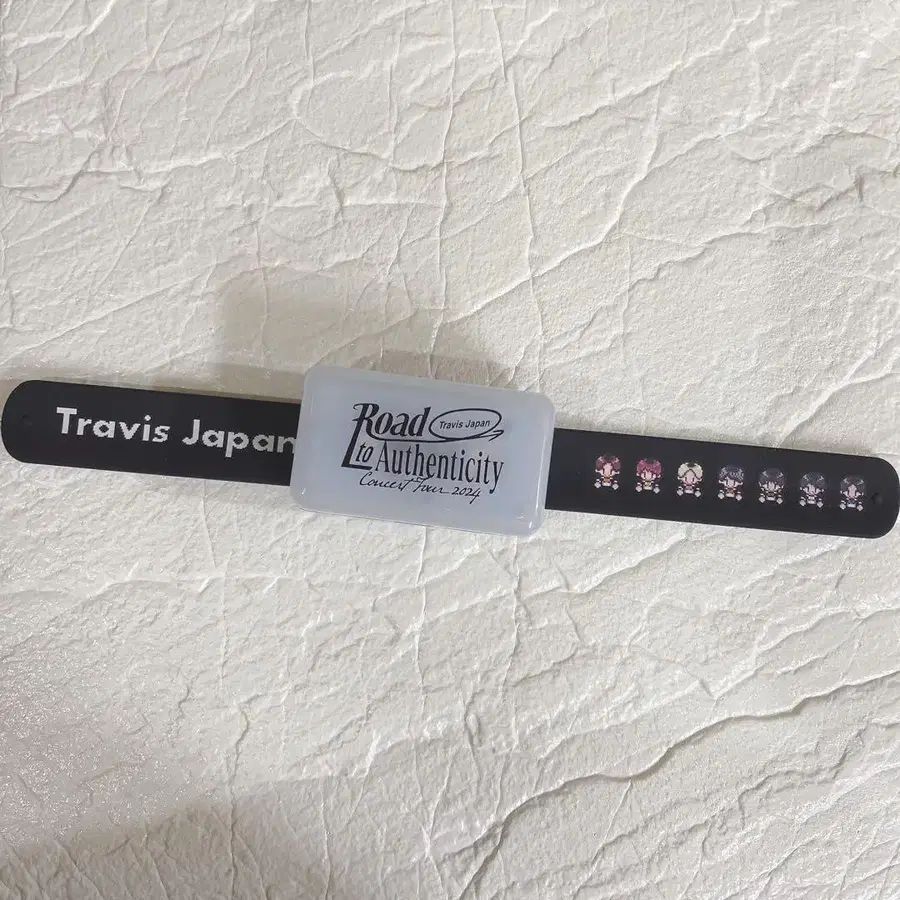 Travis Japan
Road
Travis Japan
to Authenticity
Concert Tour 2024